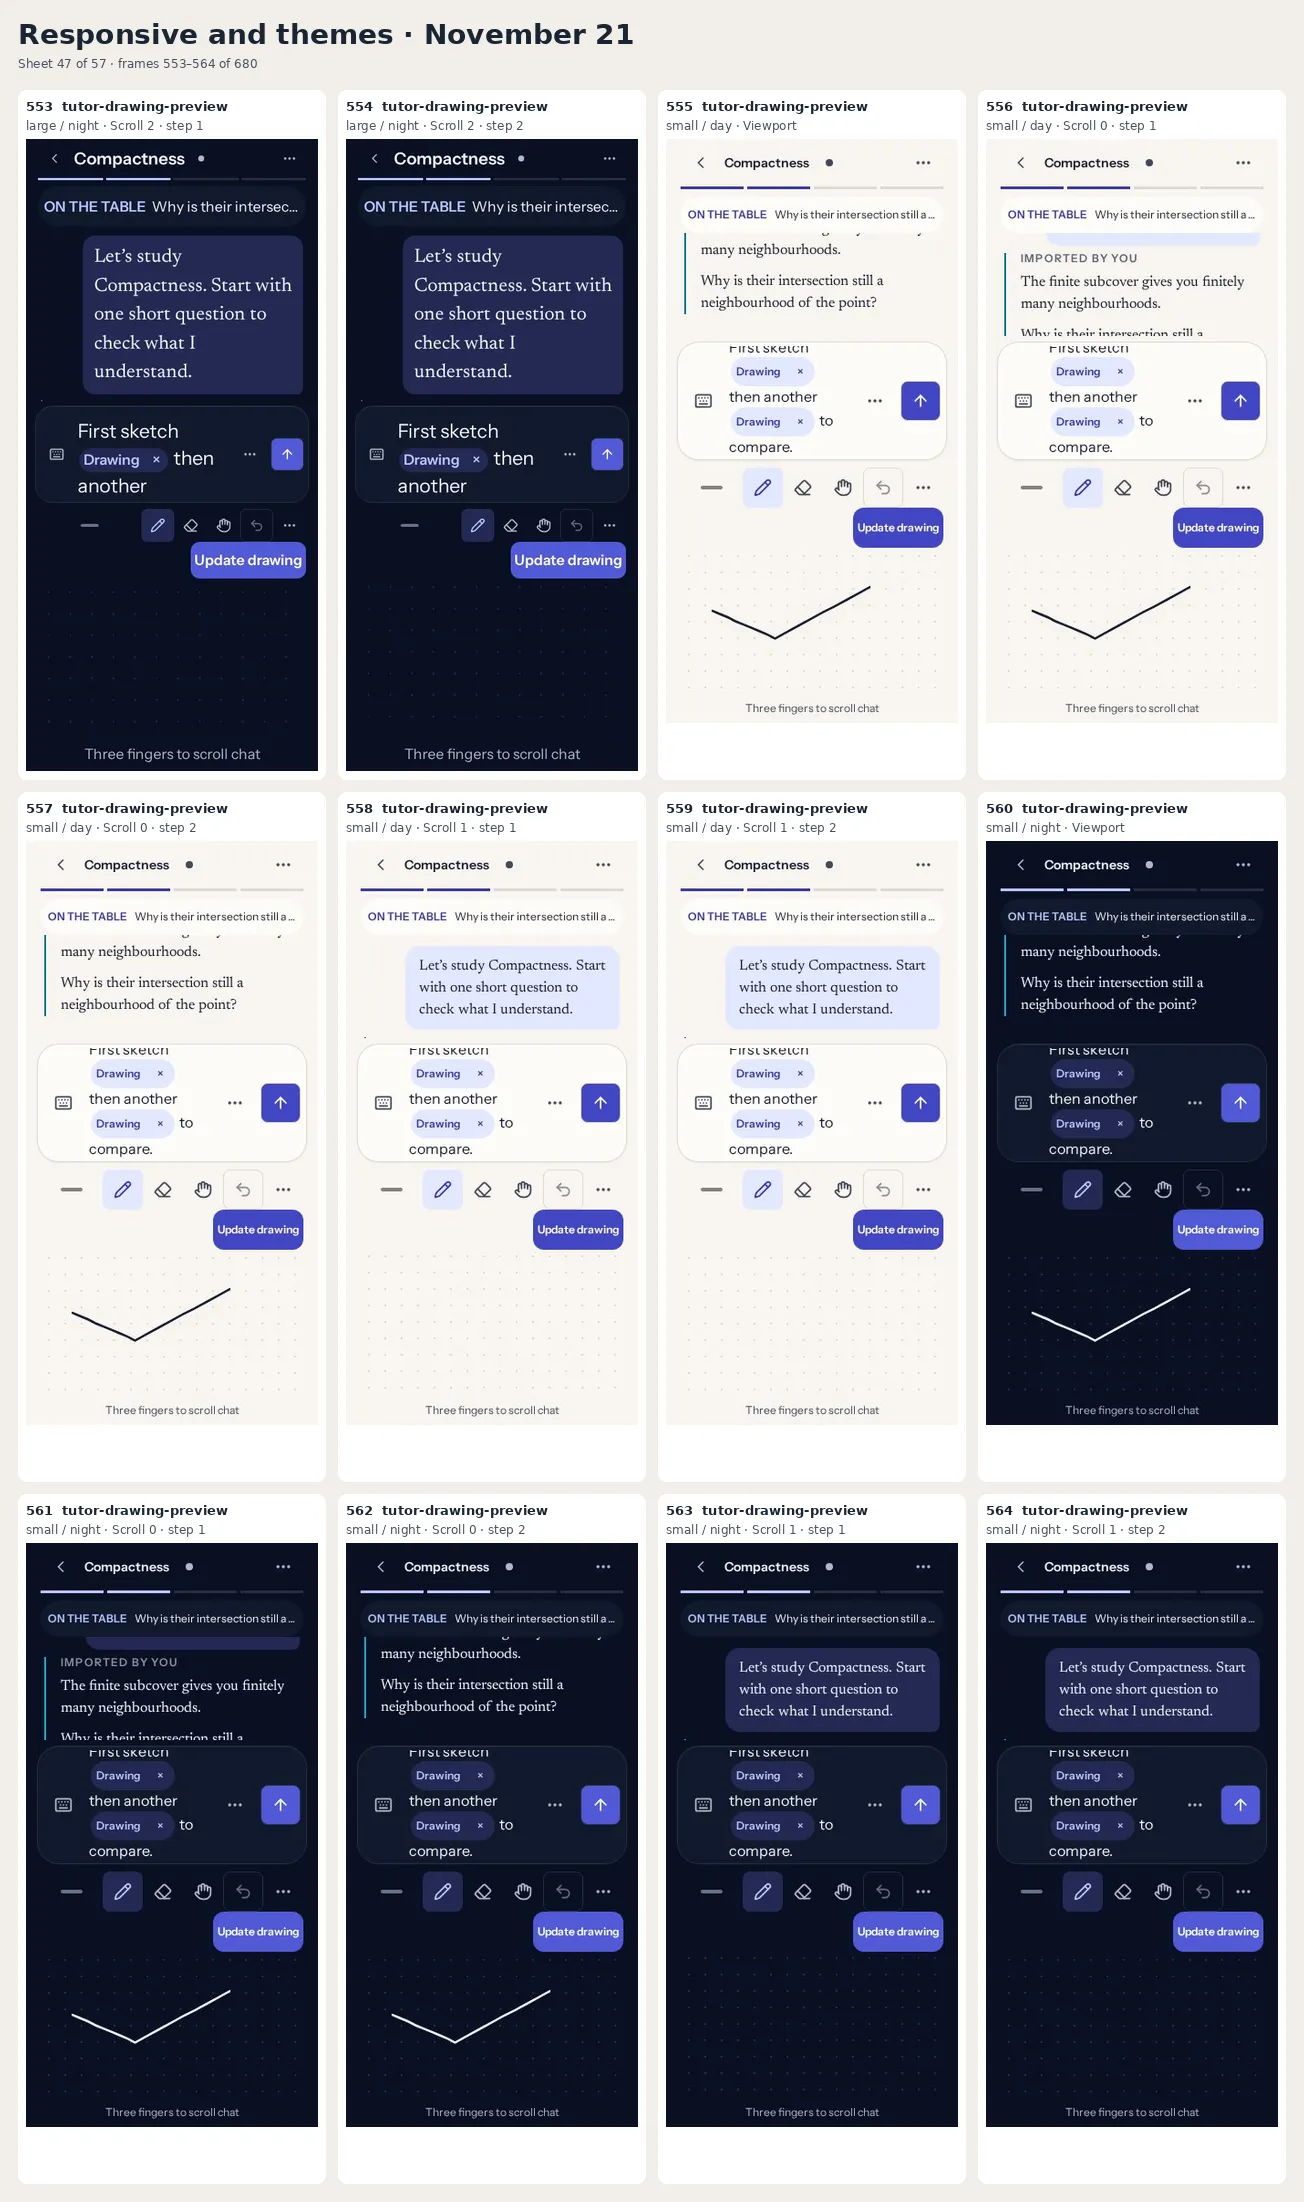 Responsive and themes · November 21
Sheet 47 of 57 · frames 553–564 of 680
553 tutor-drawing-preview
large / night · Scroll 2 · step 1
Compactness
ON THE TABLE Why is their intersec...
Let's study
Compactness. Start with
one short question to
check what I
understand.
First sketch
Drawing × then
another
Update drawing
Three fingers to scroll chat
554 tutor-drawing-preview
large / night · Scroll 2 · step 2
Compactness
ON THE TABLE Why is their intersec...
Let's study
Compactness. Start with
one short question to
check what I
understand.
First sketch
Drawing × then
another
Update drawing
Three fingers to scroll chat
555 tutor-drawing-preview
small / day · Viewport
Compactness
ON THE TABLE Why is their intersection still a...
many neighbourhoods.
Why is their intersection still a
neighbourhood of the point?
First sketch
Drawing ×
then another
Drawing × to
compare.
Update drawing
Three fingers to scroll chat
556 tutor-drawing-preview
small / day · Scroll 0 · step 1
Compactness
ON THE TABLE Why is their intersection still a...
IMPORTED BY YOU
The finite subcover gives you finitely
many neighbourhoods.
Why is their intersection still a
First sketch
Drawing ×
then another
Drawing × to
compare.
Update drawing
Three fingers to scroll chat
557 tutor-drawing-preview
small / day · Scroll 0 · step 2
Compactness
ON THE TABLE Why is their intersection still a...
many neighbourhoods.
Why is their intersection still a
neighbourhood of the point?
First sketch
Drawing ×
then another
Drawing × to
compare.
Update drawing
Three fingers to scroll chat
558 tutor-drawing-preview
small / day · Scroll 1 · step 1
Compactness
ON THE TABLE Why is their intersection still a...
Let's study Compactness. Start
with one short question to
check what I understand.
First sketch
Drawing ×
then another
Drawing × to
compare.
Update drawing
Three fingers to scroll chat
559 tutor-drawing-preview
small / day · Scroll 1 · step 2
Compactness
ON THE TABLE Why is their intersection still a...
Let's study Compactness. Start
with one short question to
check what I understand.
First sketch
Drawing ×
then another
Drawing × to
compare.
Update drawing
Three fingers to scroll chat
560 tutor-drawing-preview
small / night · Viewport
Compactness
ON THE TABLE Why is their intersection still a...
many neighbourhoods.
Why is their intersection still a
neighbourhood of the point?
First sketch
Drawing ×
then another
Drawing × to
compare.
Update drawing
Three fingers to scroll chat
561 tutor-drawing-preview
small / night · Scroll 0 · step 1
Compactness
ON THE TABLE Why is their intersection still a...
IMPORTED BY YOU
The finite subcover gives you finitely
many neighbourhoods.
Why is their intersection still a
First sketch
Drawing ×
then another
Drawing × to
compare.
Update drawing
Three fingers to scroll chat
562 tutor-drawing-preview
small / night · Scroll 0 · step 2
Compactness
ON THE TABLE Why is their intersection still a...
many neighbourhoods.
Why is their intersection still a
neighbourhood of the point?
First sketch
Drawing ×
then another
Drawing × to
compare.
Update drawing
Three fingers to scroll chat
563 tutor-drawing-preview
small / night · Scroll 1 · step 1
Compactness
ON THE TABLE Why is their intersection still a...
Let's study Compactness. Start
with one short question to
check what I understand.
First sketch
Drawing ×
then another
Drawing × to
compare.
Update drawing
Three fingers to scroll chat
564 tutor-drawing-preview
small / night · Scroll 1 · step 2
Compactness
ON THE TABLE Why is their intersection still a...
Let's study Compactness. Start
with one short question to
check what I understand.
First sketch
Drawing ×
then another
Drawing × to
compare.
Update drawing
Three fingers to scroll chat